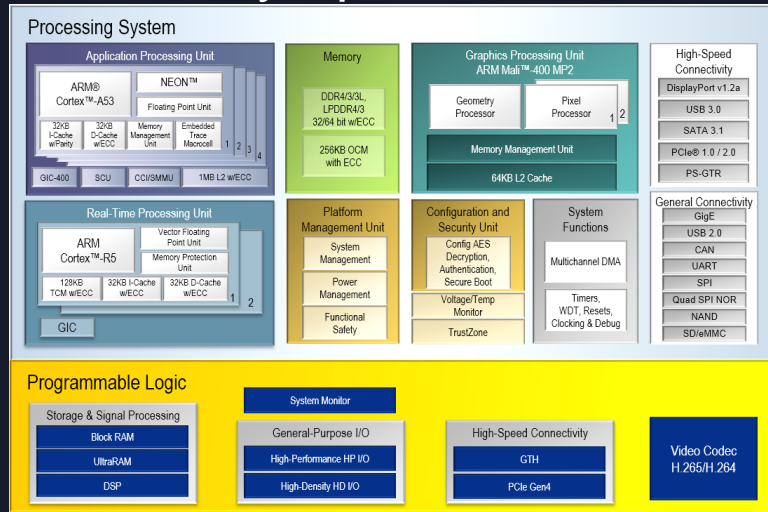 Processing System
Application Processing Unit
ARM®
Cortex™-A53
NEON™
Floating Point Unit
32KB
I-Cache
w/Parity
32KB
D-Cache
w/ECC
Memory
Management
Unit
Embedded
Trace
Macrocell
1
2
3
4
GIC-400
SCU
CCI/SMMU
1MB L2 w/ECC
Memory
DDR4/3/3L,
LPDDR4/3
32/64 bit w/ECC
256KB OCM
with ECC
Graphics Processing Unit
ARM Mali™-400 MP2
Geometry
Processor
Pixel
Processor
1
2
Memory Management Unit
64KB L2 Cache
High-Speed
Connectivity
DisplayPort v1.2a
USB 3.0
SATA 3.1
PCIe® 1.0 / 2.0
PS-GTR
Real-Time Processing Unit
ARM
Cortex™-R5
Vector Floating
Point Unit
Memory Protection
Unit
128KB
TCM w/ECC
32KB I-Cache
w/ECC
32KB D-Cache
w/ECC
1
2
GIC
Platform
Management Unit
System
Management
Power
Management
Functional
Safety
Configuration and
Security Unit
Config AES
Decryption,
Authentication,
Secure Boot
Voltage/Temp
Monitor
TrustZone
System
Functions
Multichannel DMA
Timers,
WDT, Resets,
Clocking & Debug
General Connectivity
GigE
USB 2.0
CAN
UART
SPI
Quad SPI NOR
NAND
SD/eMMC
Programmable Logic
Storage & Signal Processing
Block RAM
UltraRAM
DSP
System Monitor
General-Purpose I/O
High-Performance HP I/O
High-Density HD I/O
High-Speed Connectivity
GTH
PCIe Gen4
Video Codec
H.265/H.264